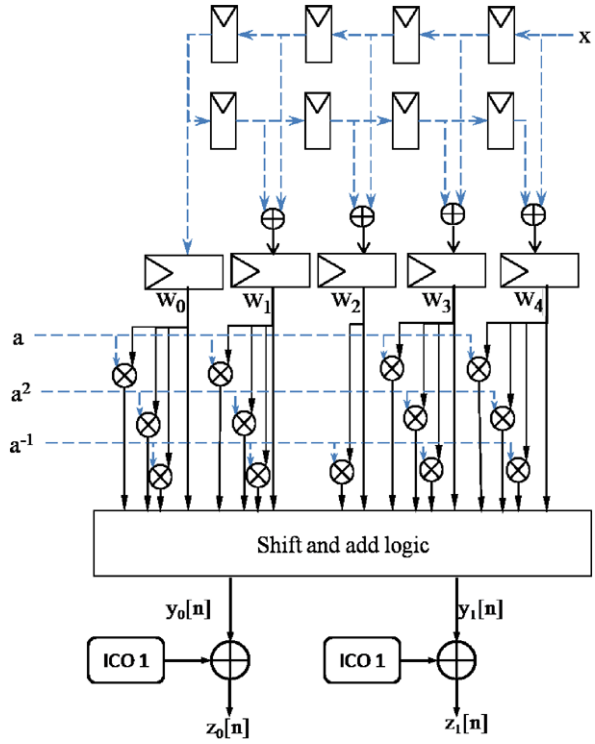 x
W₀ W₁ W₂ W₃ W₄
a
a²
a⁻¹
Shift and add logic
y₀[n] y₁[n]
ICO 1 ICO 1
z₀[n] z₁[n]